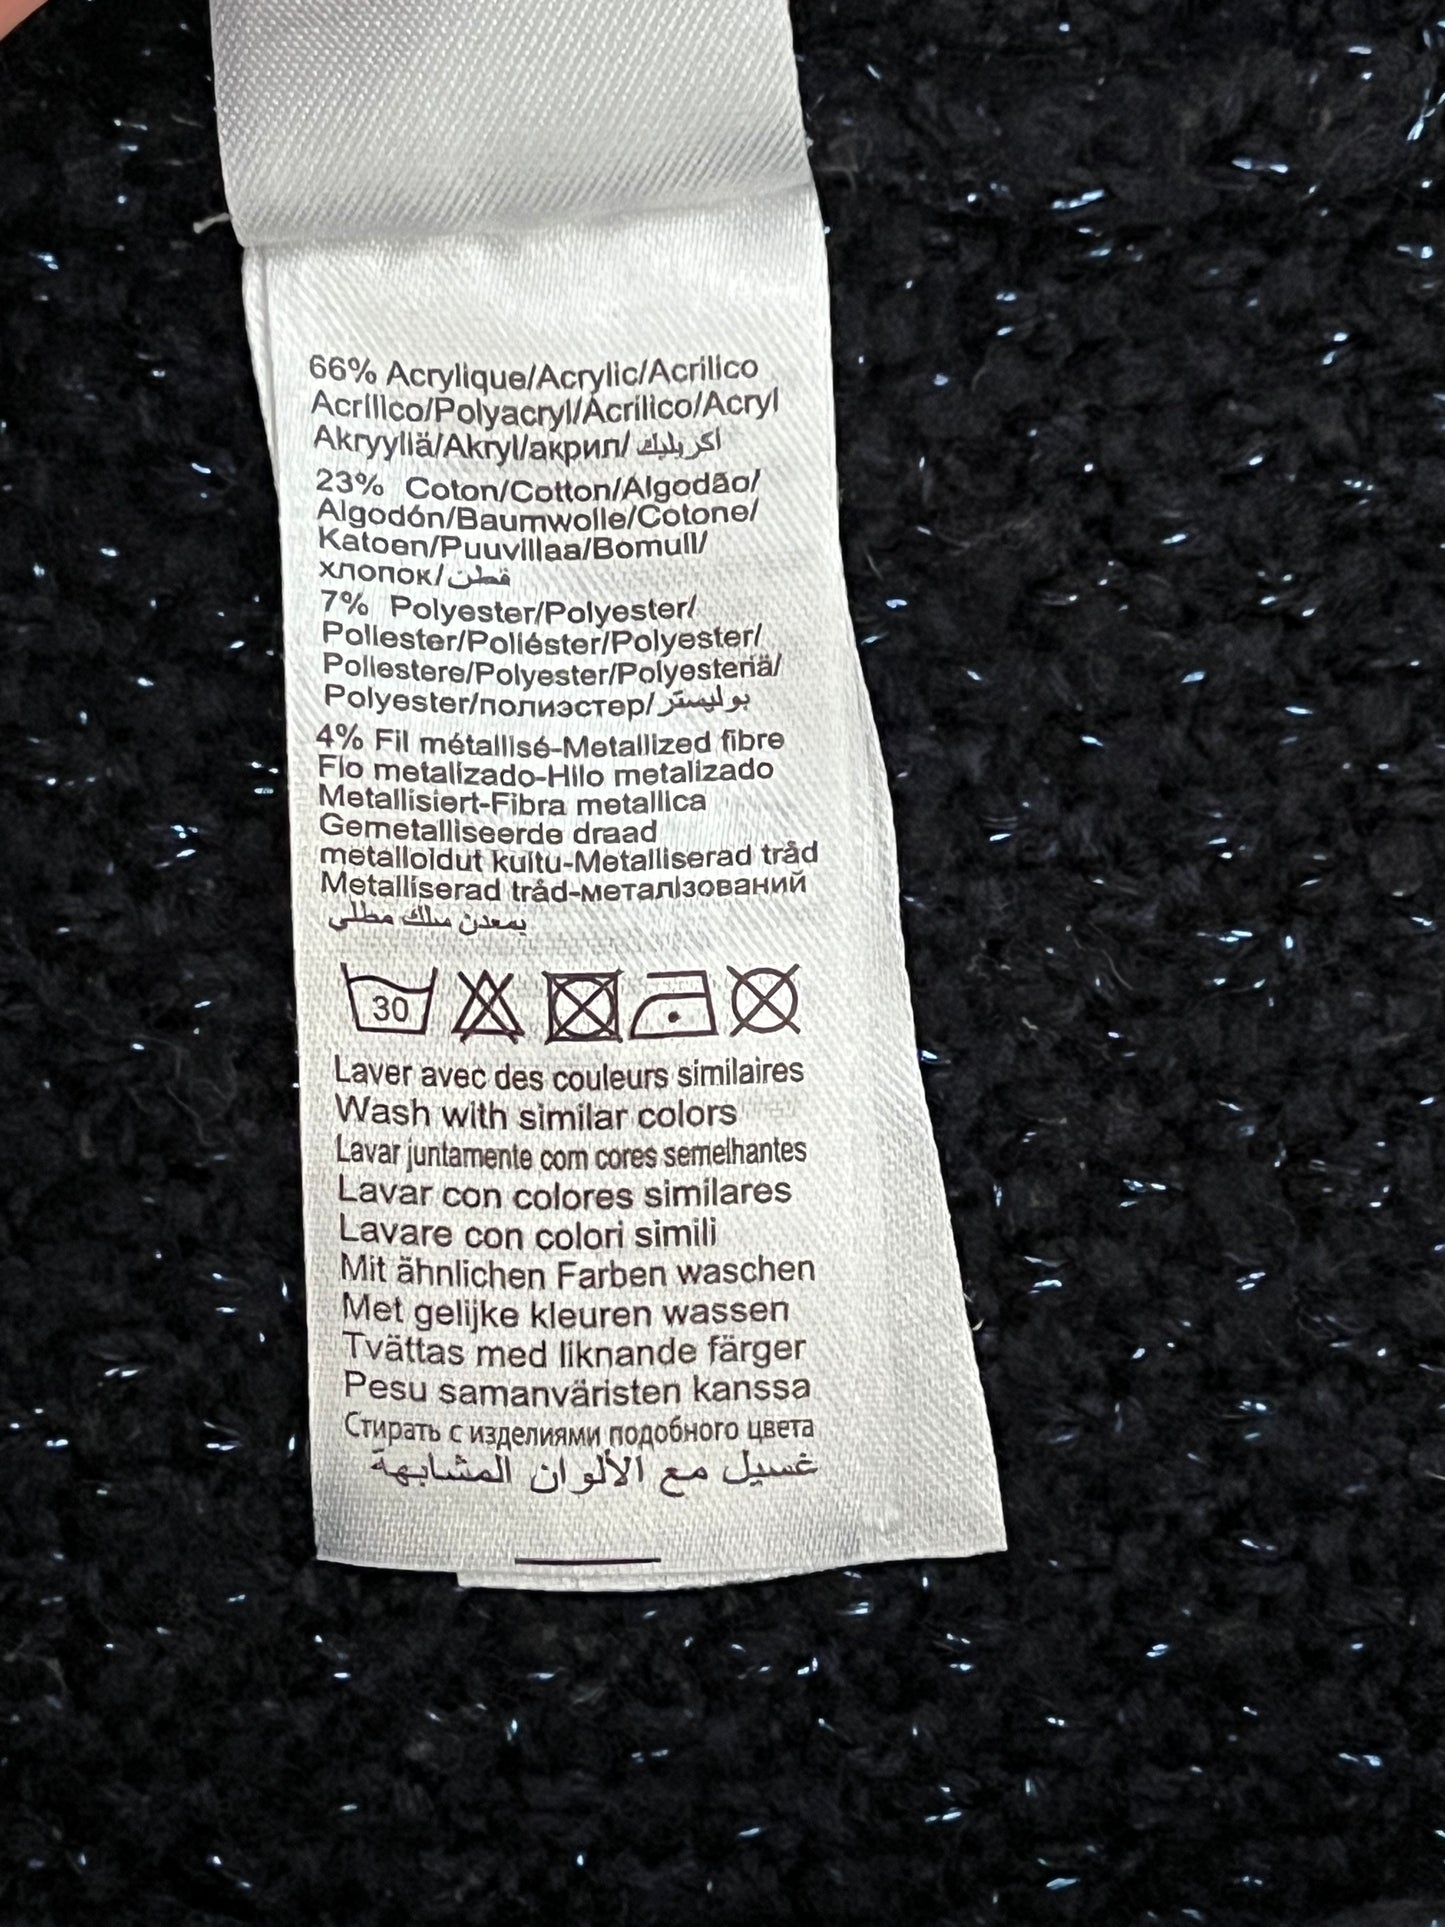 66% Acrylique/Acrylic/Acrílico
Acrílico/Polyacryl/Acrilico/Acryl
Akryyliä/Akryl/акрил/اكريليك
23% Coton/Cotton/Algodão/
Algodón/Baumwolle/Cotone/
Katoen/Puuvillaa/Bomull/
хлопок/قطن
7% Polyester/Polyester/
Poliester/Poliéster/Polyester/
Poliestere/Polyester/Polyesteriä/
Polyester/полиэстер/بوليستر
4% Fil métallisé-Metallized fibre
Fio metalizado-Hilo metalizado
Metallisiert-Fibra metallica
Gemetalliseerde draad
metalloidut kuitu-Metalliserad tråd
Metalliserad tråd-металізований
يمعدن سلك مطلي
30
Laver avec des couleurs similaires
Wash with similar colors
Lavar juntamente com cores semelhantes
Lavar con colores similares
Lavare con colori simili
Mit ähnlichen Farben waschen
Met gelijke kleuren wassen
Tvättas med liknande färger
Pesu samanväristen kanssa
Стирать с изделиями подобного цвета
غسيل مع الألوان المشابهة